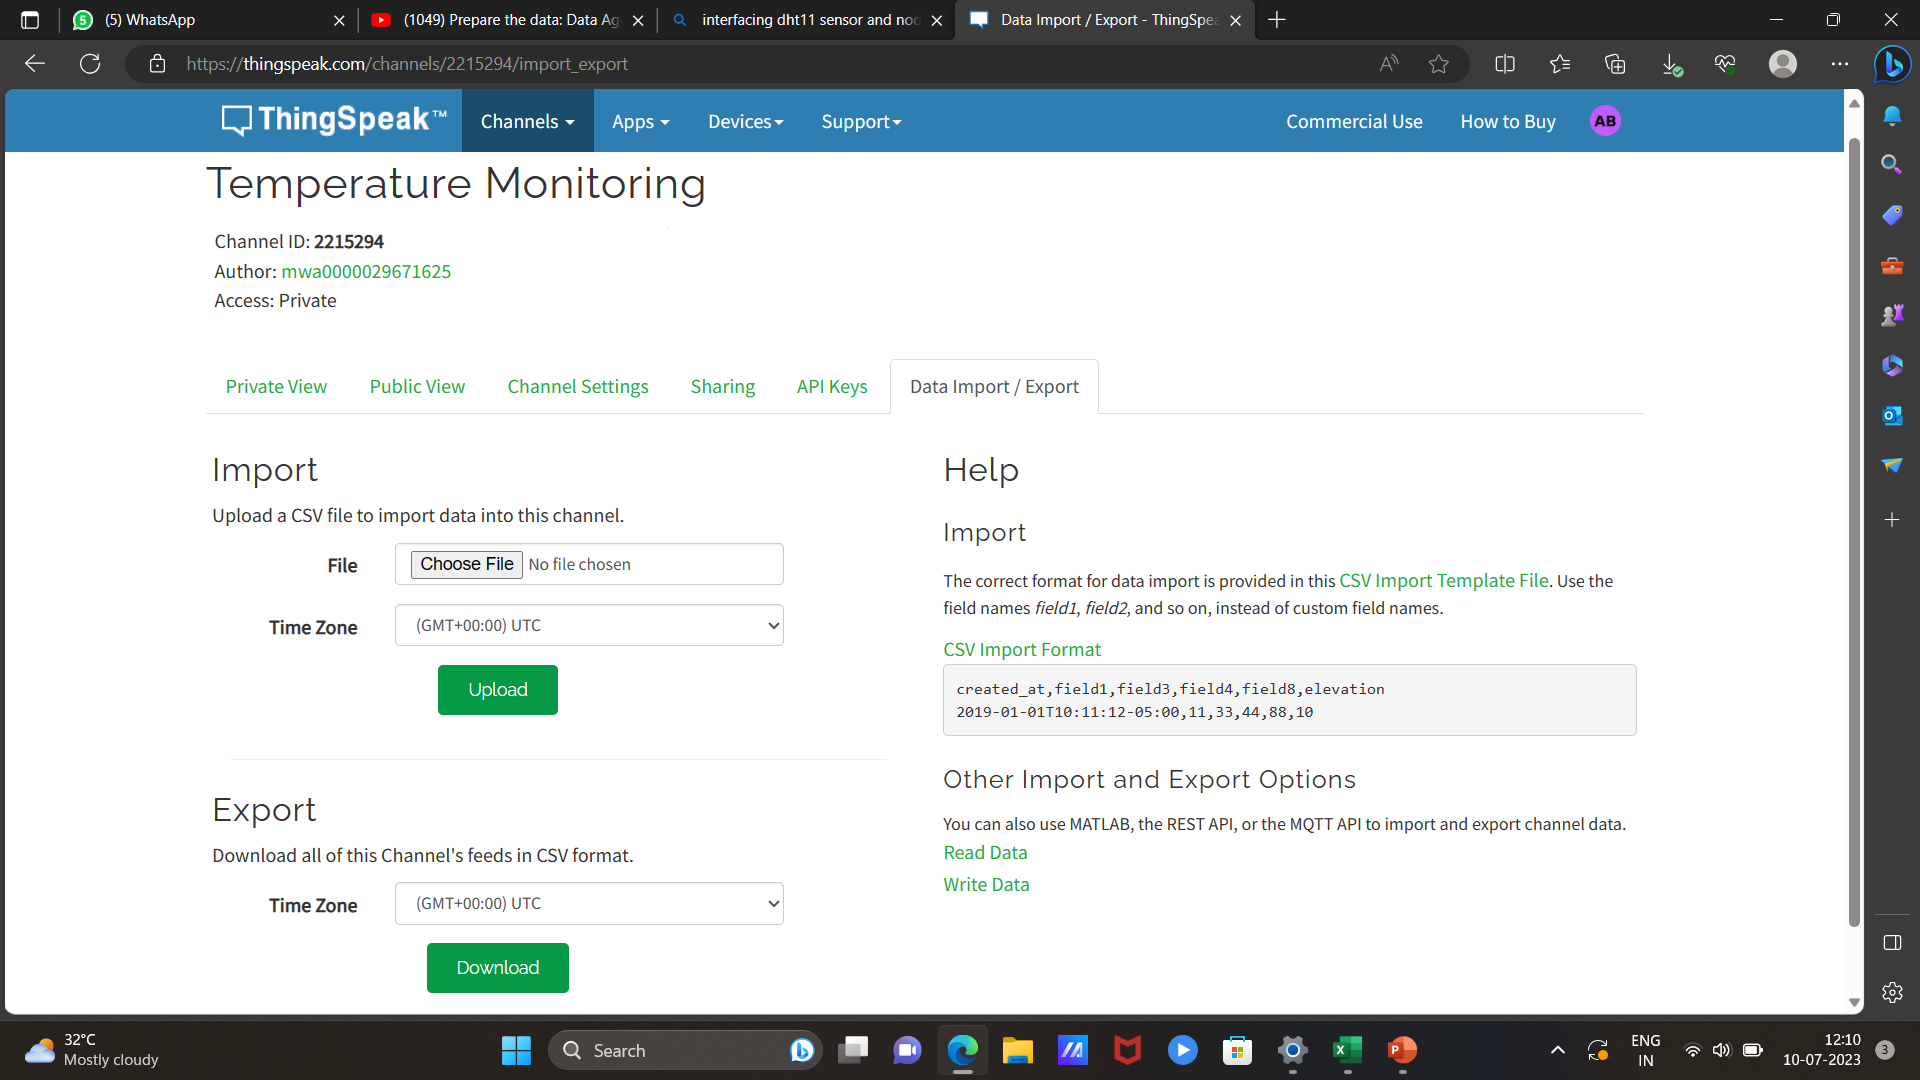 (5) WhatsApp
(1049) Prepare the data: Data Ag
interfacing dht11 sensor and nod
Data Import / Export - ThingSpea
https://thingspeak.com/channels/2215294/import_export
ThingSpeak™
Channels
Apps
Devices
Support
Commercial Use
How to Buy
AB
Temperature Monitoring
Channel ID: 2215294
Author: mwa0000029671625
Access: Private
Private View
Public View
Channel Settings
Sharing
API Keys
Data Import / Export
Import
Upload a CSV file to import data into this channel.
File
Choose File No file chosen
Time Zone
(GMT+00:00) UTC
Upload
Export
Download all of this Channel's feeds in CSV format.
Time Zone
(GMT+00:00) UTC
Download
Help
Import
The correct format for data import is provided in this CSV Import Template File. Use the
field names field1, field2, and so on, instead of custom field names.
CSV Import Format
created_at,field1,field3,field4,field8,elevation
2019-01-01T10:11:12-05:00,11,33,44,88,10
Other Import and Export Options
You can also use MATLAB, the REST API, or the MQTT API to import and export channel data.
Read Data
Write Data
32°C
Mostly cloudy
Search
ENG
IN
12:10
10-07-2023
3